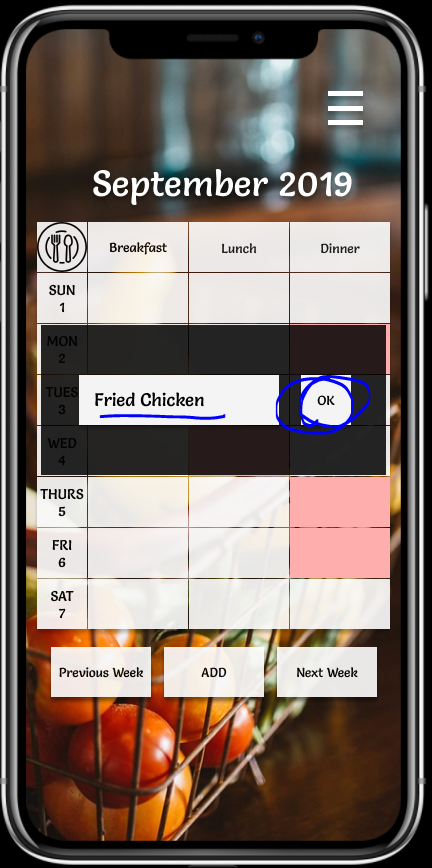 September 2019
Breakfast Lunch Dinner
SUN
1
MON
2
TUES
3
Fried Chicken
OK
WED
4
THURS
5
FRI
6
SAT
7
Previous Week ADD Next Week